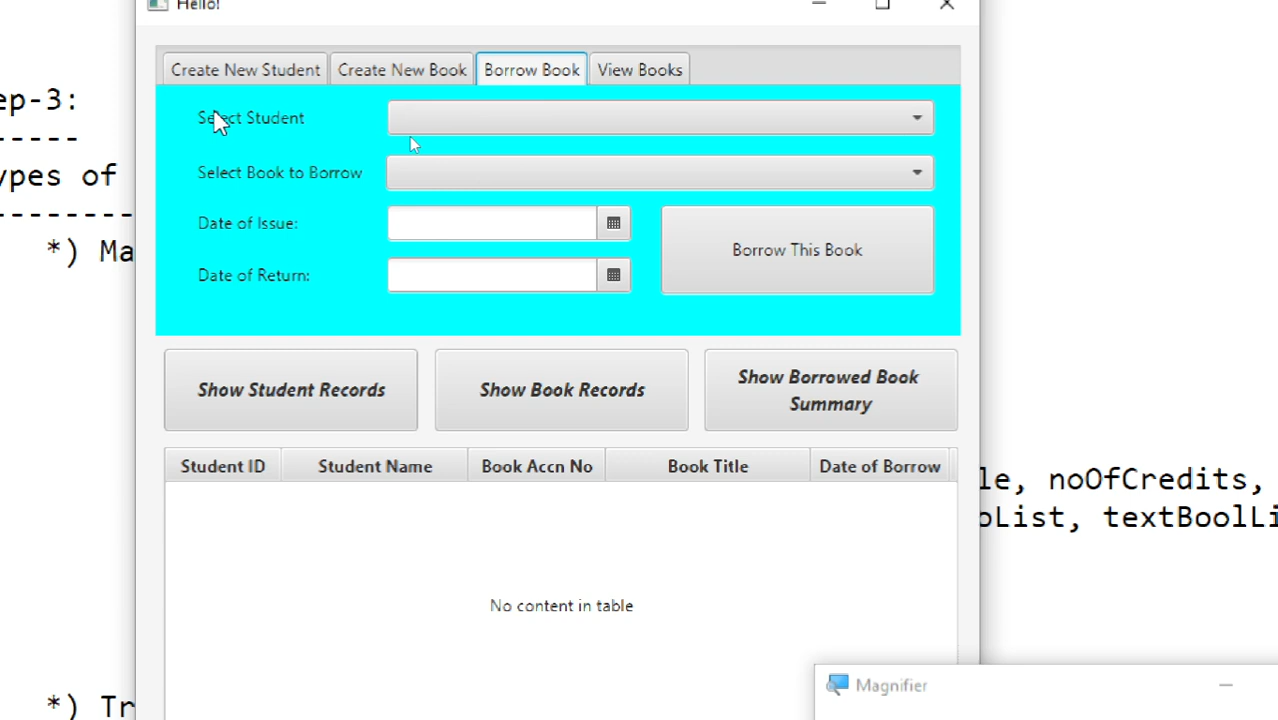 Hello!
Create New Student Create New Book Borrow Book View Books
ep-3:
-----
Select Student
ypes of
Select Book to Borrow
--------
Date of Issue:
*) Ma
Borrow This Book
Date of Return:
Show Student Records
Show Book Records
Show Borrowed Book
Summary
Student ID Student Name Book Accn No Book Title Date of Borrow
le, noOfCredits,
oList, textBoolLi
No content in table
Magnifier
*) Tr